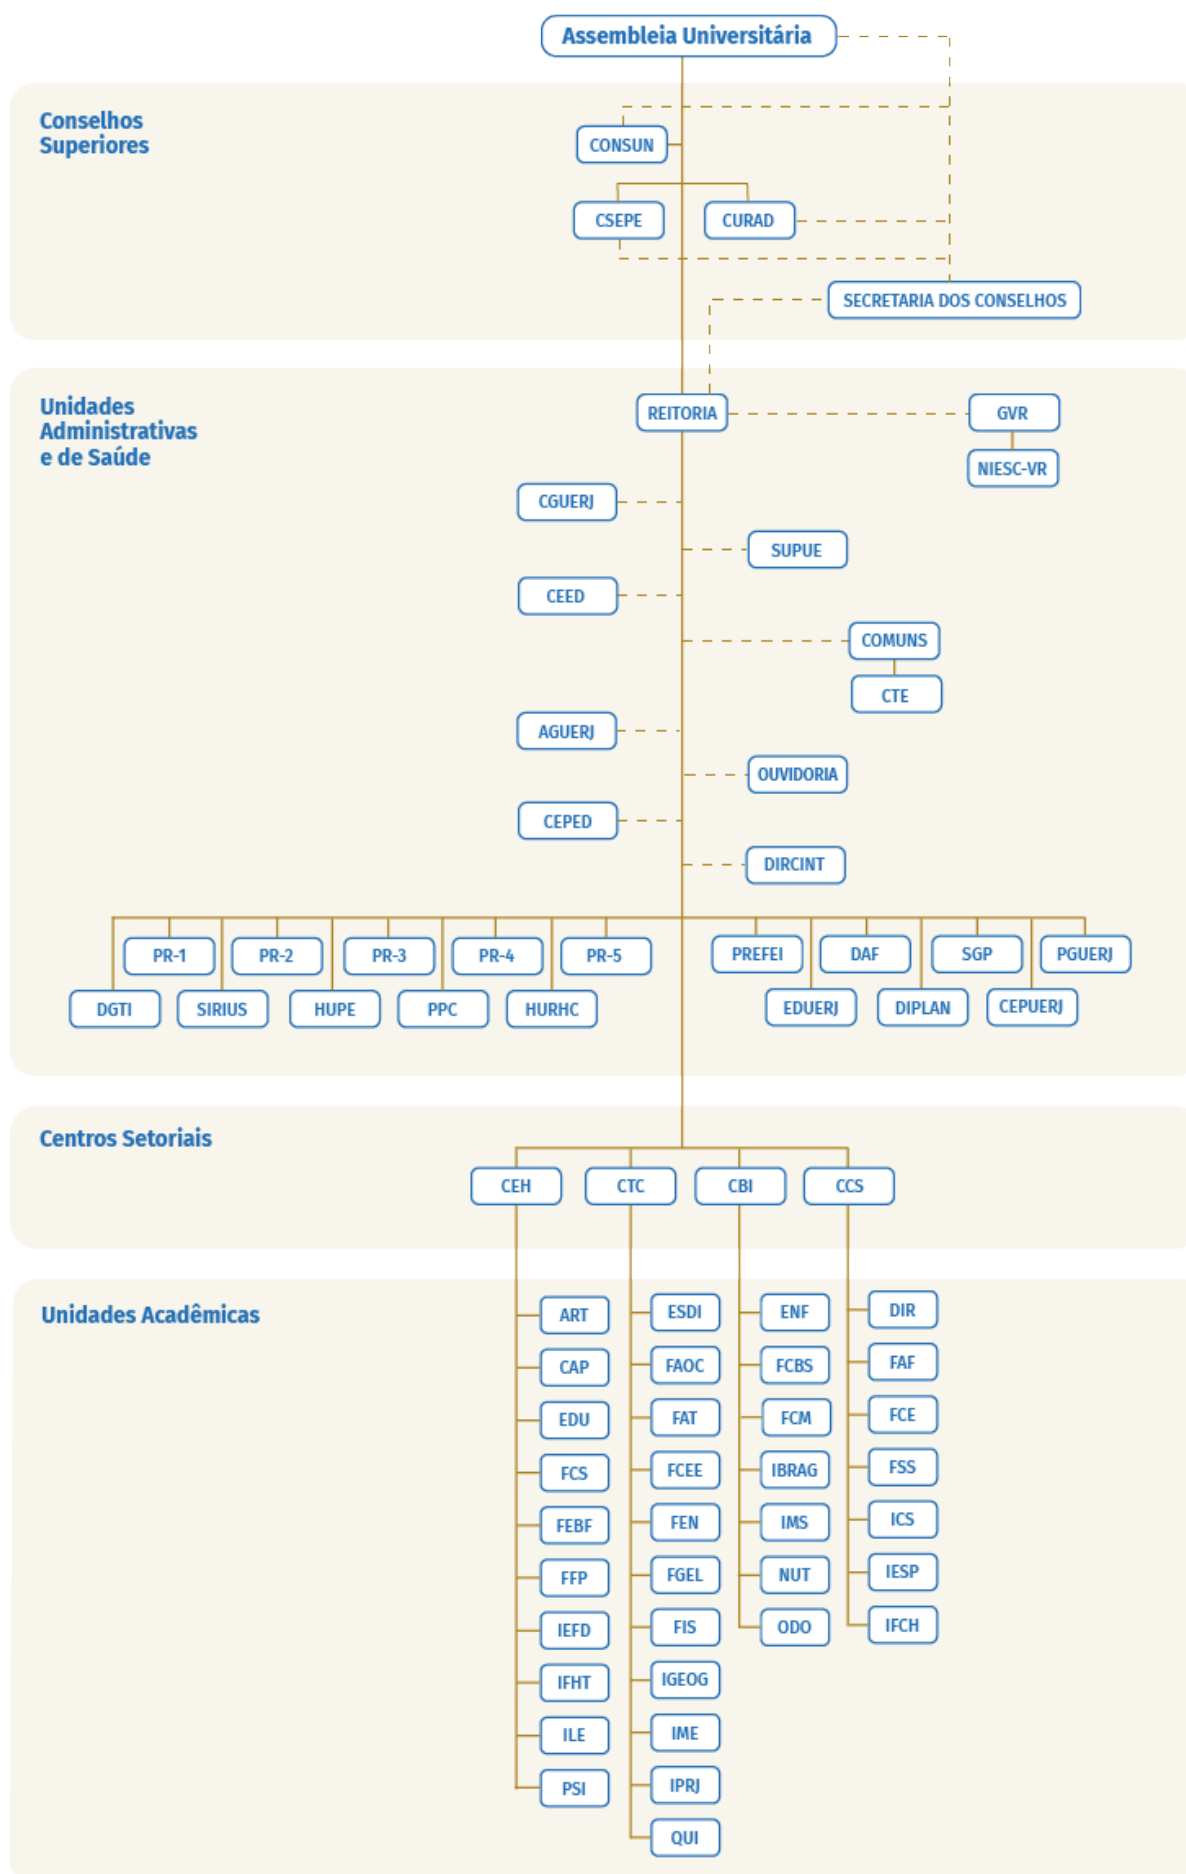 Assembleia Universitária
Conselhos
Superiores
CONSUN
CSEPE
CURAD
SECRETARIA DOS CONSELHOS
Unidades
Administrativas
e de Saúde
REITORIA
GVR
NIESC-VR
CGUERJ
SUPUE
CEED
COMUNS
CTE
AGUERJ
OUVIDORIA
CEPED
DIRCINT
PR-1
PR-2
PR-3
PR-4
PR-5
PREFEI
DAF
SGP
PGUERJ
DGTI
SIRIUS
HUPE
PPC
HURHC
EDUERJ
DIPLAN
CEPUERJ
Centros Setoriais
CEH
CTC
CBI
CCS
Unidades Acadêmicas
ART
CAP
EDU
FCS
FEBF
FFP
IEFD
IFHT
ILE
PSI
ESDI
FAOC
FAT
FCEE
FEN
FGEL
FIS
IGEOG
IME
IPRJ
QUI
ENF
FCBS
FCM
IBRAG
IMS
NUT
ODO
DIR
FAF
FCE
FSS
ICS
IESP
IFCH